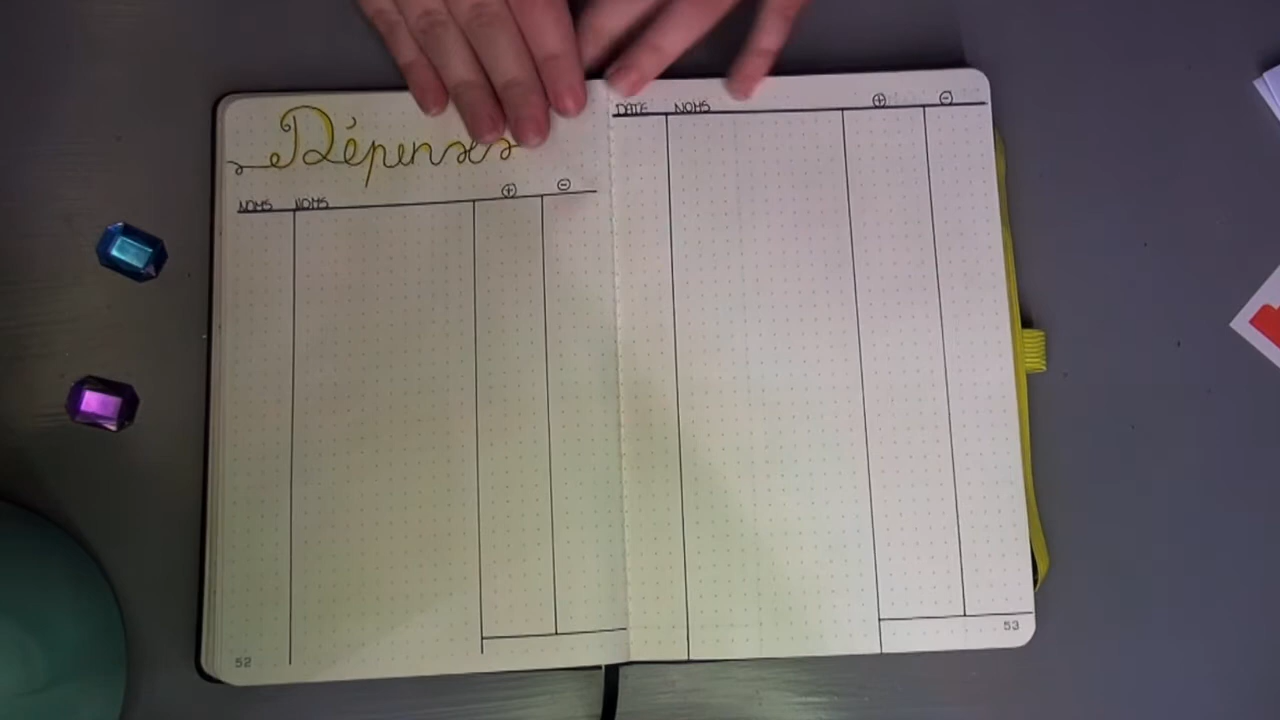 Dépenses
NOMS NOMS ⊕ ⊖
52
DATE NOMS ⊕ ⊖
53